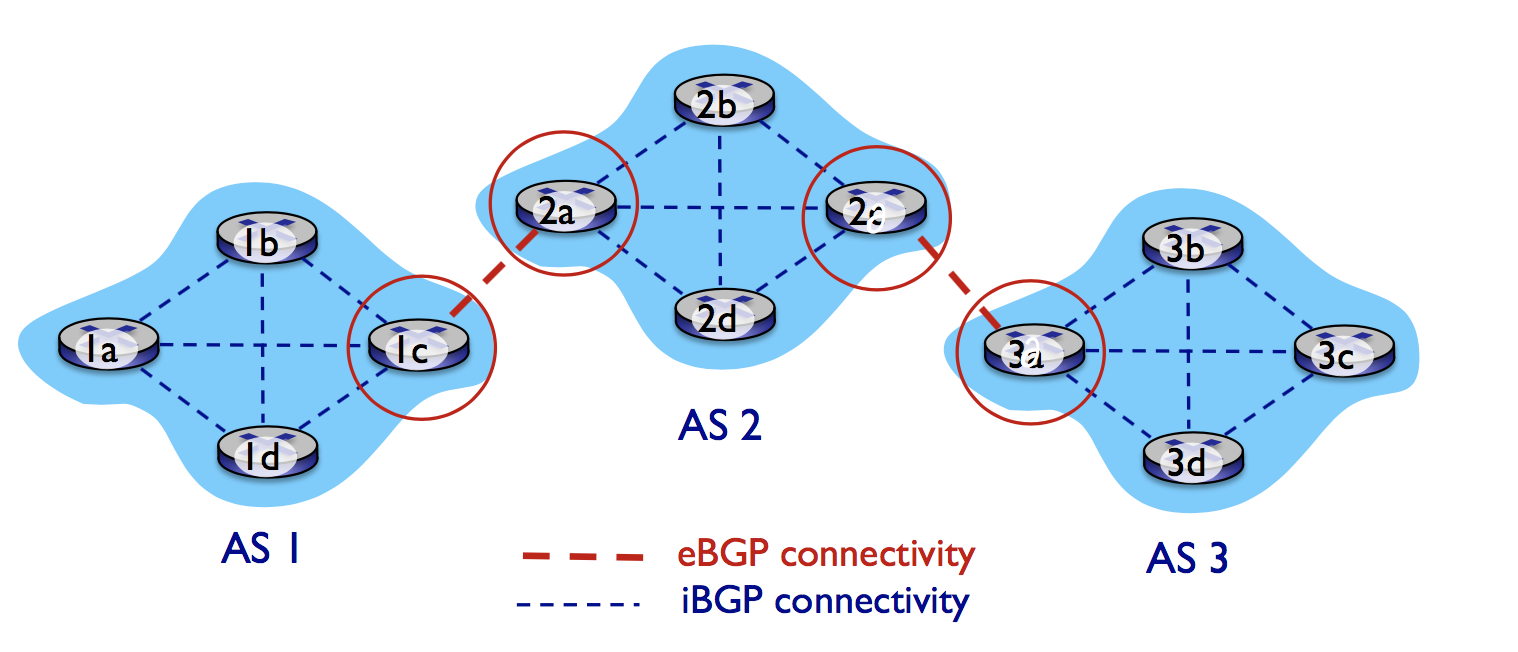 2b
2a
2c
1b
2d
3b
1a
1c
3a
3c
AS 2
1d
3d
AS 1
eBGP connectivity
AS 3
iBGP connectivity